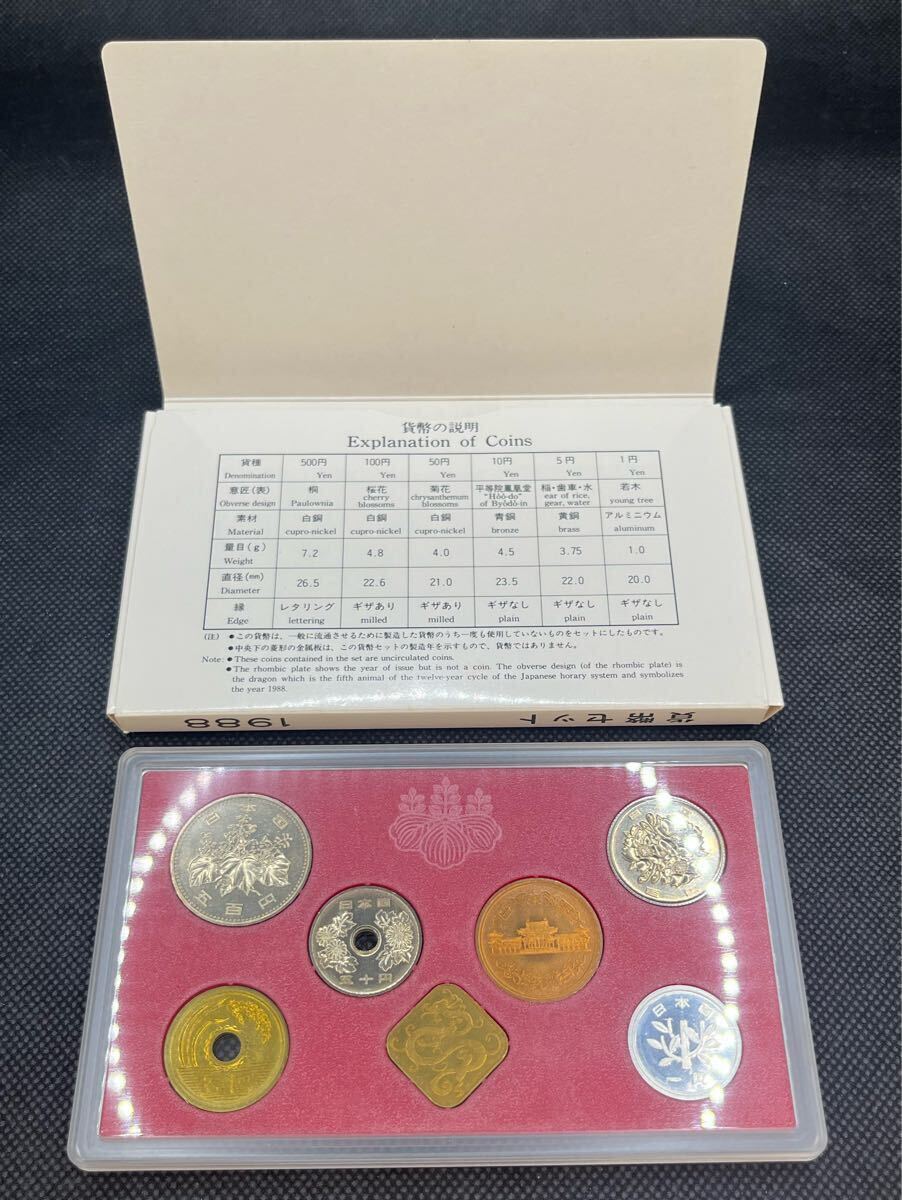 貨幣の説明
Explanation of Coins
貨種 500円 100円 50円 10円 5円 1円
Denomination Yen Yen Yen Yen Yen Yen
意匠(表) 桐 桜花 菊花 平等院鳳凰堂 稲・歯車・水 若木
Obverse design Paulownia cherry blossoms chrysanthemum blossoms "Hōō-do" of Byōdō-in ear of rice, gear, water young tree
素材 白銅 白銅 白銅 青銅 黄銅 アルミニウム
Material cupro-nickel cupro-nickel cupro-nickel bronze brass aluminum
量目(g) 7.2 4.8 4.0 4.5 3.75 1.0
Weight
直径(mm) 26.5 22.6 21.0 23.5 22.0 20.0
Diameter
縁 レタリング ギザあり ギザあり ギザなし ギザなし ギザなし
Edge lettering milled milled plain plain plain
(注) ●この貨幣は、一般に流通させるために製造した貨幣のうち一度も使用していないものをセットにしたものです。
●中央下の菱形の金属板は、この貨幣セットの製造年を示すもので、貨幣ではありません。
Note: ●These coins contained in the set are uncirculated coins.
●The rhombic plate shows the year of issue but is not a coin. The obverse design (of the rhombic plate) is
the dragon which is the fifth animal of the twelve-year cycle of the Japanese horary system and symbolizes
the year 1988.
貨幣セット 1988
日本国
五百円
日本国
五十円
日本国
一円